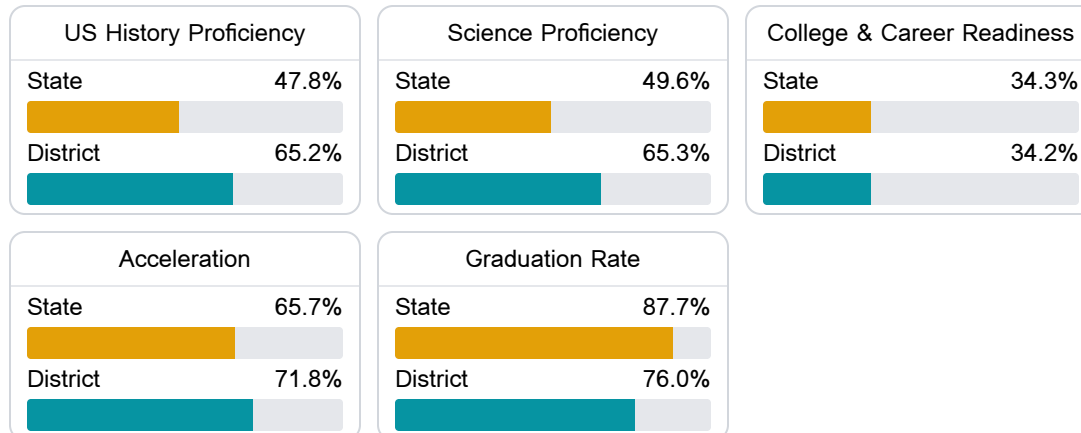 US History Proficiency
State 47.8%
District 65.2%
Science Proficiency
State 49.6%
District 65.3%
College & Career Readiness
State 34.3%
District 34.2%
Acceleration
State 65.7%
District 71.8%
Graduation Rate
State 87.7%
District 76.0%